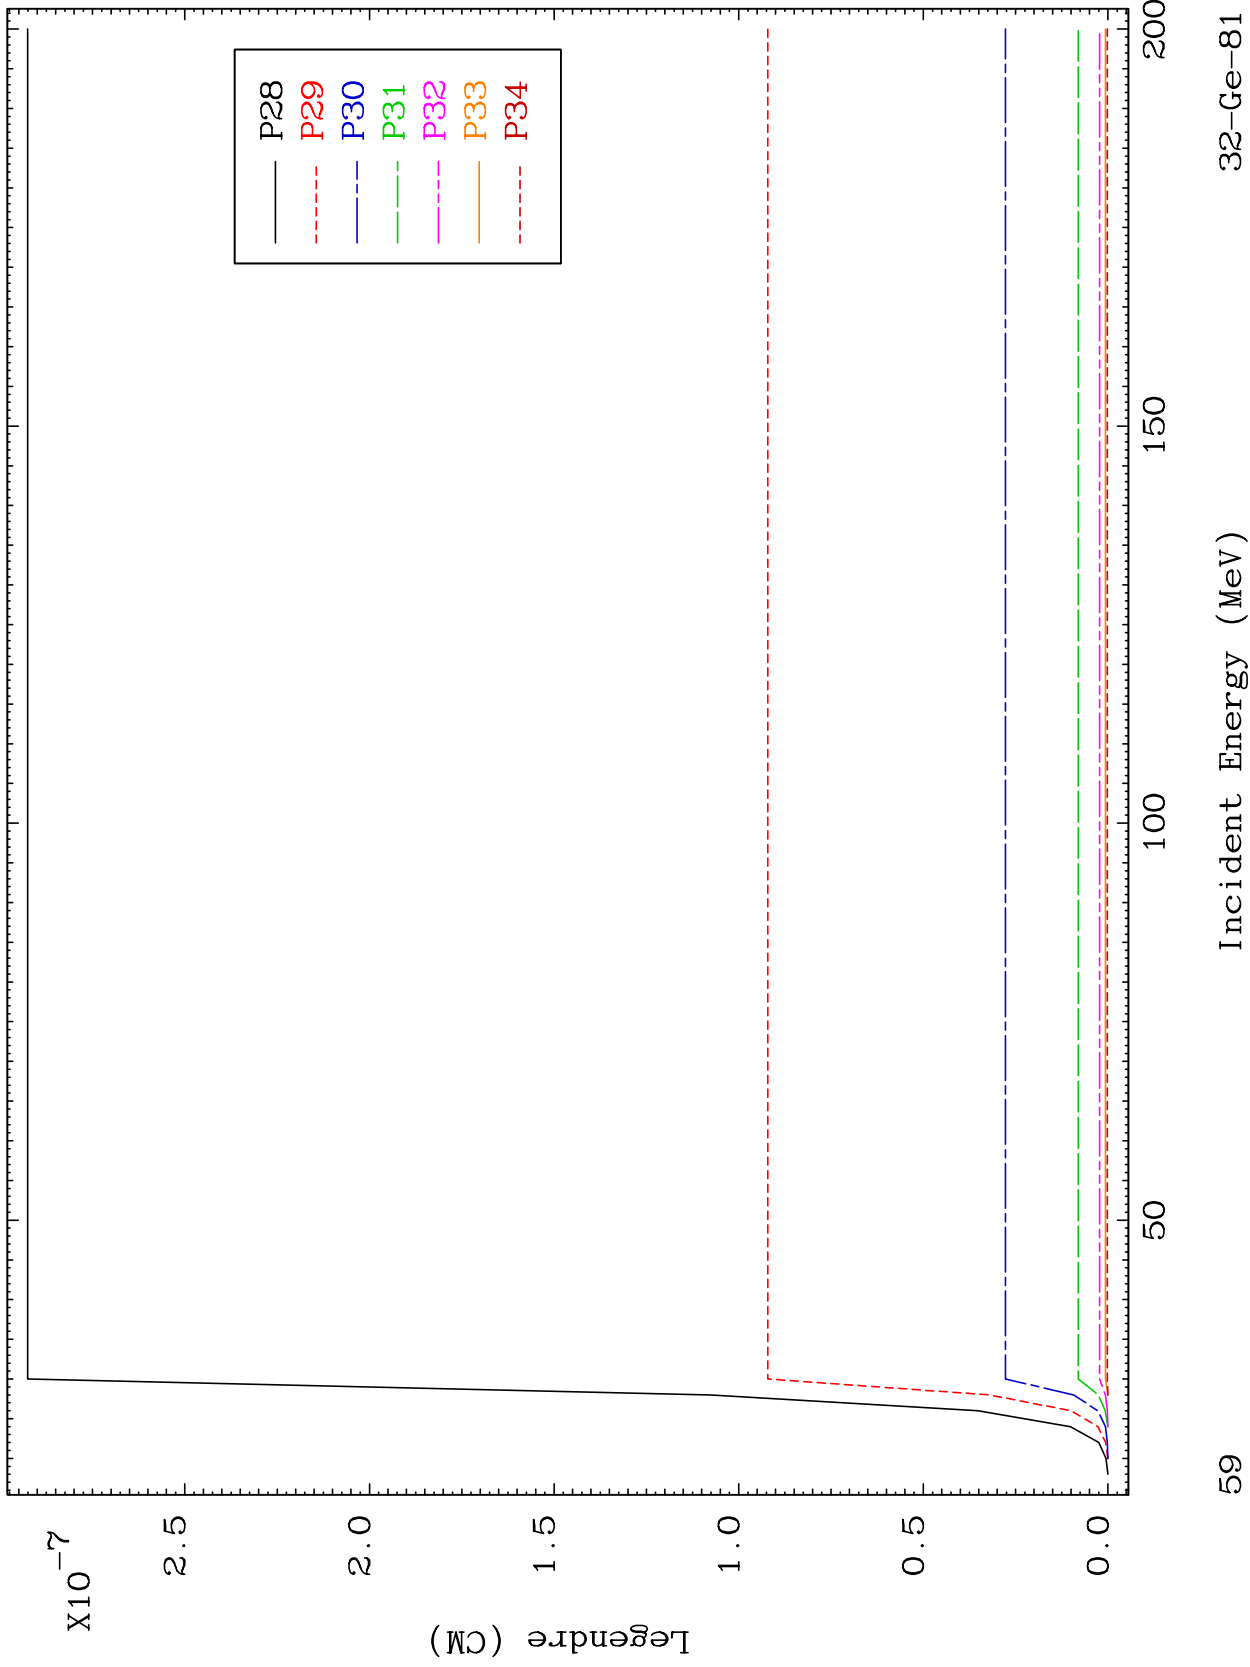 X10-7
2.5
2.0
1.5
1.0
0.5
0.0
Legendre (CM)
P28
P29
P30
P31
P32
P33
P34
50
100
150
200
Incident Energy (MeV)
59
32-Ge-81